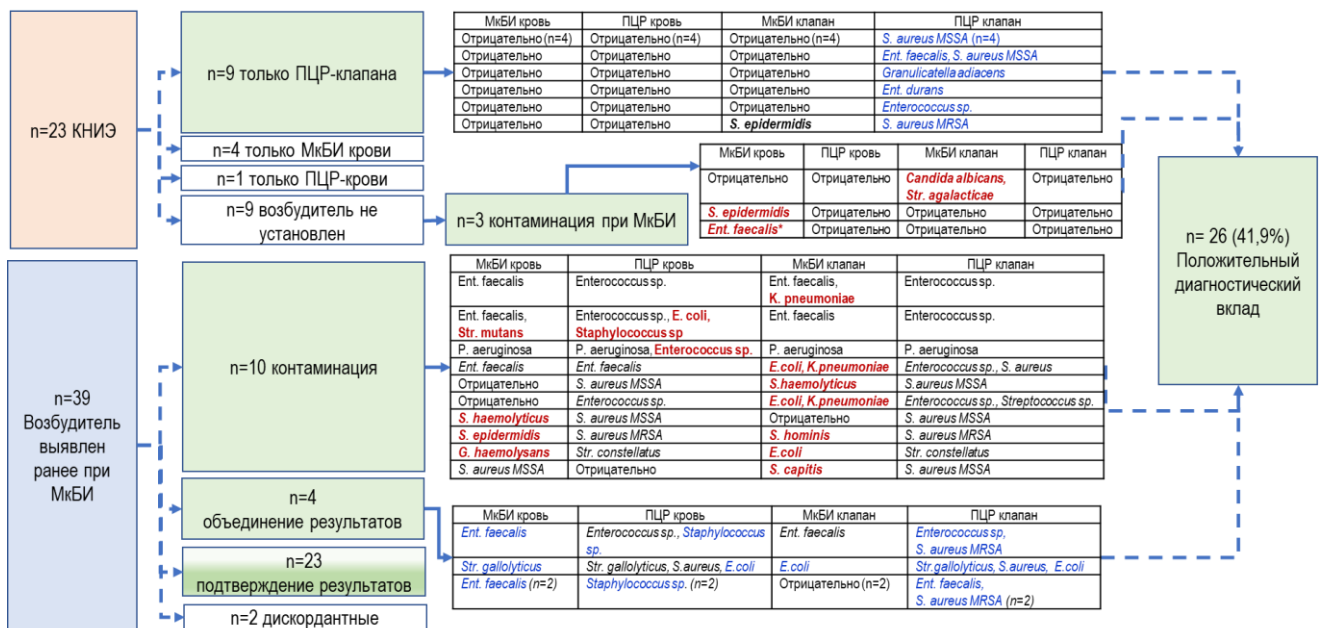 n=23 КНИЭ
n=9 только ПЦР-клапана
n=4 только МкБИ крови
n=1 только ПЦР-крови
n=9 возбудитель не
установлен
МкБИ кровь ПЦР кровь МкБИ клапан ПЦР клапан
Отрицательно (n=4) Отрицательно (n=4) Отрицательно (n=4) S. aureus MSSA (n=4)
Отрицательно Отрицательно Отрицательно Ent. faecalis, S. aureus MSSA
Отрицательно Отрицательно Отрицательно Granulicatella adiacens
Отрицательно Отрицательно Отрицательно Ent. durans
Отрицательно Отрицательно Отрицательно Enterococcus sp.
Отрицательно Отрицательно S. epidermidis S. aureus MRSA
n=3 контаминация при МкБИ
МкБИ кровь ПЦР кровь МкБИ клапан ПЦР клапан
Отрицательно Отрицательно Candida albicans, Отрицательно
Str. agalacticae
S. epidermidis Отрицательно Отрицательно Отрицательно
Ent. faecalis* Отрицательно Отрицательно Отрицательно
n= 26 (41,9%)
Положительный
диагностический
вклад
n=39
Возбудитель
выявлен
ранее при
МкБИ
n=10 контаминация
n=4
объединение результатов
n=23
подтверждение результатов
n=2 дискордантные
МкБИ кровь ПЦР кровь МкБИ клапан ПЦР клапан
Ent. faecalis Enterococcus sp. Ent. faecalis, Enterococcus sp.
K. pneumoniae
Ent. faecalis, Enterococcus sp., E. coli, Ent. faecalis Enterococcus sp.
Str. mutans Staphylococcus sp
P. aeruginosa P. aeruginosa, Enterococcus sp. P. aeruginosa P. aeruginosa
Ent. faecalis Ent. faecalis E.coli, K.pneumoniae Enterococcus sp., S. aureus
Отрицательно S. aureus MSSA S.haemolyticus S.aureus MSSA
Отрицательно Enterococcus sp. E.coli, K.pneumoniae Enterococcus sp., Streptococcus sp.
S. haemolyticus S. aureus MSSA Отрицательно S. aureus MSSA
S. epidermidis S. aureus MRSA S. hominis S. aureus MRSA
G. haemolysans Str. constellatus E.coli Str. constellatus
S. aureus MSSA Отрицательно S. capitis S. aureus MSSA
МкБИ кровь ПЦР кровь МкБИ клапан ПЦР клапан
Ent. faecalis Enterococcus sp., Staphylococcus Ent. faecalis Enterococcus sp,
sp. S. aureus MRSA
Str. gallolyticus Str. gallolyticus, S.aureus, E.coli E.coli Str.gallolyticus, S.aureus, E.coli
Ent. faecalis (n=2) Staphylococcus sp. (n=2) Отрицательно (n=2) Ent. faecalis,
S. aureus MRSA (n=2)